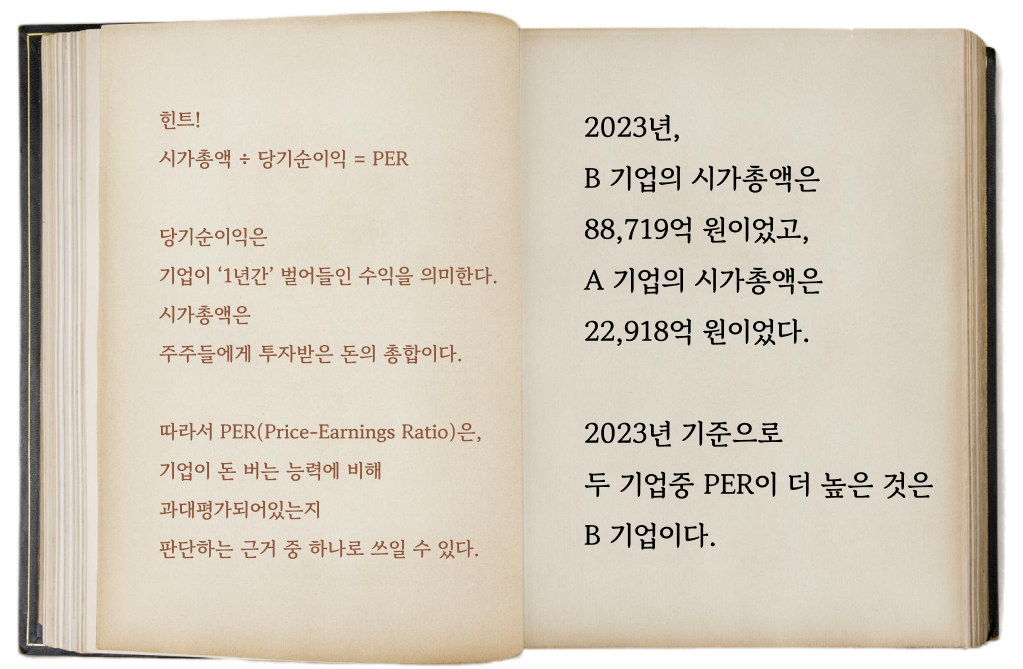 힌트!
시가총액 ÷ 당기순이익 = PER
당기순이익은
기업이 ‘1년간’ 벌어들인 수익을 의미한다.
시가총액은
주주들에게 투자받은 돈의 총합이다.
따라서 PER(Price-Earnings Ratio)은,
기업이 돈 버는 능력에 비해
과대평가되어있는지
판단하는 근거 중 하나로 쓰일 수 있다.
2023년,
B 기업의 시가총액은
88,719억 원이었고,
A 기업의 시가총액은
22,918억 원이었다.
2023년 기준으로
두 기업중 PER이 더 높은 것은
B 기업이다.